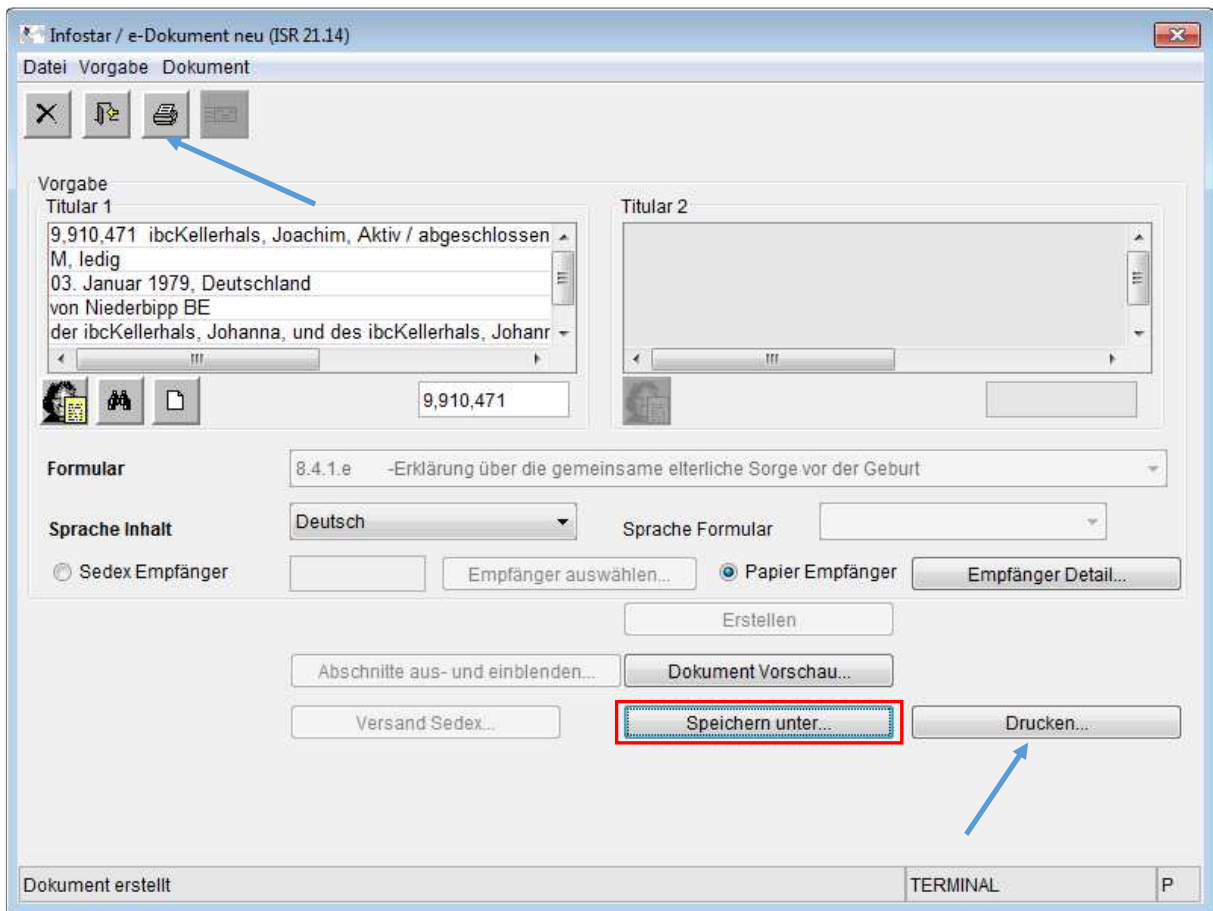 Infostar / e-Dokument neu (ISR 21.14)
Datei Vorgabe Dokument
Vorgabe
Titular 1
9,910,471 ibcKellerhals, Joachim, Aktiv / abgeschlossen
M, ledig
03. Januar 1979, Deutschland
von Niederbipp BE
der ibcKellerhals, Johanna, und des ibcKellerhals, Johanr
9,910,471
Titular 2
Formular 8.4.1.e -Erklärung über die gemeinsame elterliche Sorge vor der Geburt
Sprache Inhalt Deutsch Sprache Formular
Sedex Empfänger Empfänger auswählen... Papier Empfänger Empfänger Detail...
Erstellen
Abschnitte aus- und einblenden... Dokument Vorschau...
Versand Sedex... Speichern unter... Drucken...
Dokument erstellt TERMINAL P